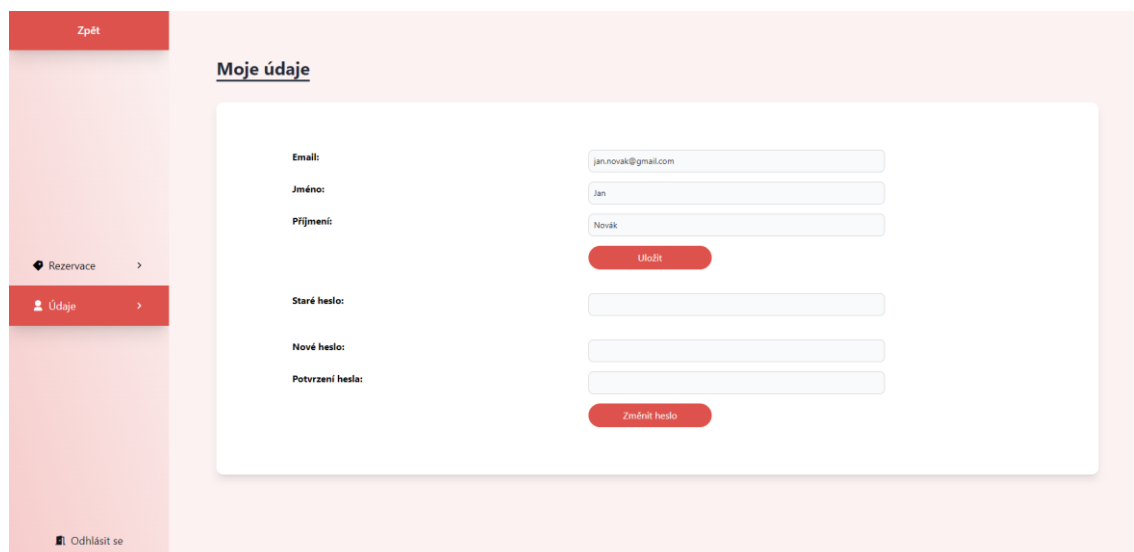 Zpět
Rezervace
Údaje
Odhlásit se
Moje údaje
Email: jan.novak@gmail.com
Jméno: Jan
Příjmení: Novák
Uložit
Staré heslo:
Nové heslo:
Potvrzení hesla:
Změnit heslo